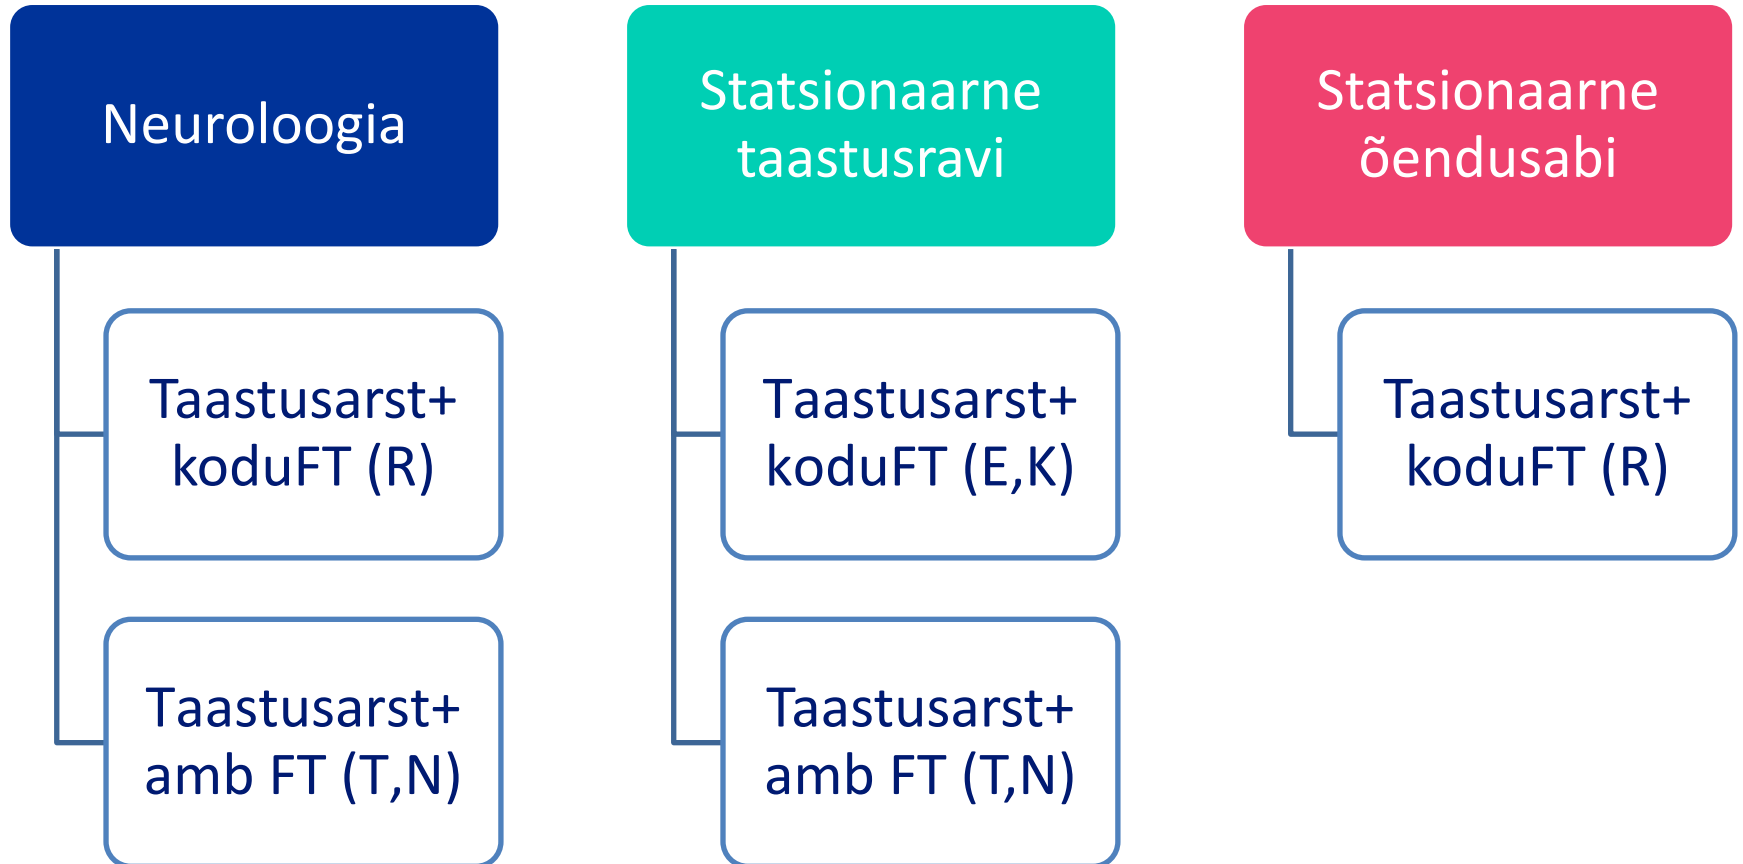 Neuroloogia
Taastusarst+
koduFT (R)
Taastusarst+
amb FT (T,N)
Statsionaarne
taastusravi
Taastusarst+
koduFT (E,K)
Taastusarst+
amb FT (T,N)
Statsionaarne
õendusabi
Taastusarst+
koduFT (R)